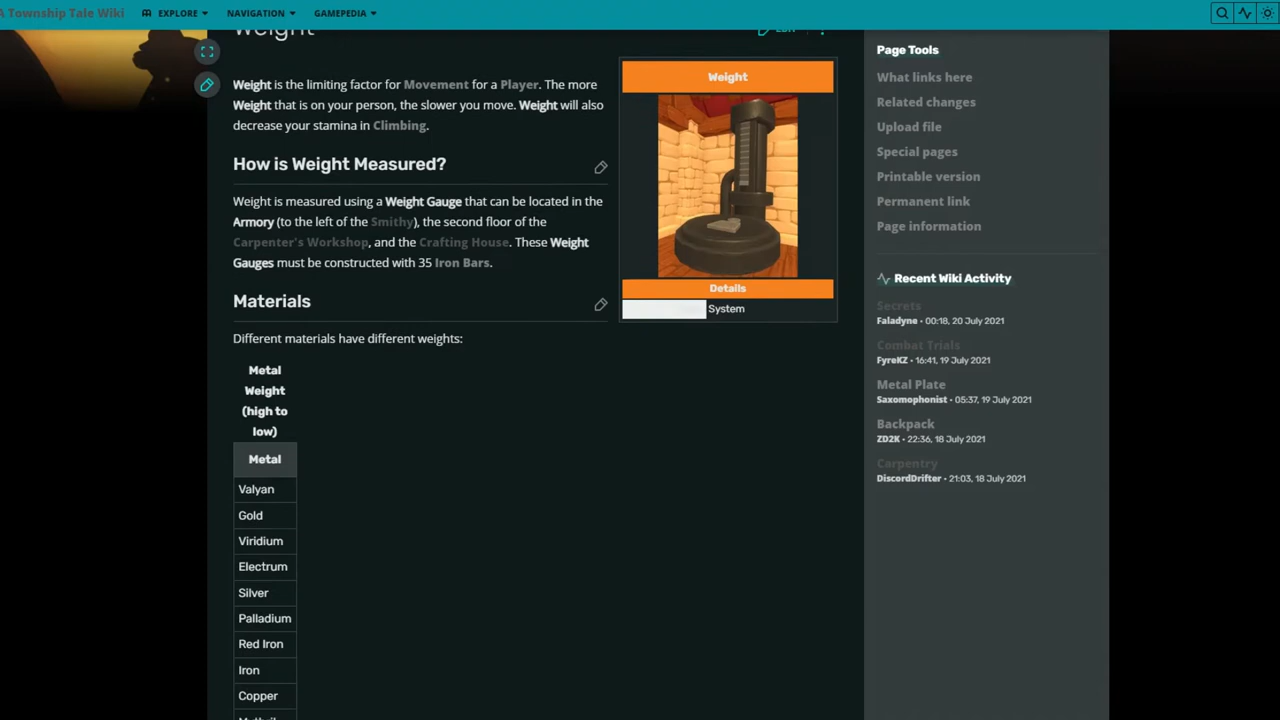 A Township Tale Wiki EXPLORE NAVIGATION GAMEPEDIA
Weight
EDIT
Weight is the limiting factor for Movement for a Player. The more
Weight that is on your person, the slower you move. Weight will also
decrease your stamina in Climbing.
How is Weight Measured?
Weight is measured using a Weight Gauge that can be located in the
Armory (to the left of the Smithy), the second floor of the
Carpenter's Workshop, and the Crafting House. These Weight
Gauges must be constructed with 35 Iron Bars.
Materials
Different materials have different weights:
Metal
Weight
(high to
low)
Metal
Valyan
Gold
Viridium
Electrum
Silver
Palladium
Red Iron
Iron
Copper
Mythril
Weight
Details
System
Page Tools
What links here
Related changes
Upload file
Special pages
Printable version
Permanent link
Page information
Recent Wiki Activity
Secrets
Faladyne • 00:18, 20 July 2021
Combat Trials
FyreKZ • 16:41, 19 July 2021
Metal Plate
Saxomophonist • 05:37, 19 July 2021
Backpack
ZD2K • 22:36, 18 July 2021
Carpentry
DiscordDrifter • 21:03, 18 July 2021